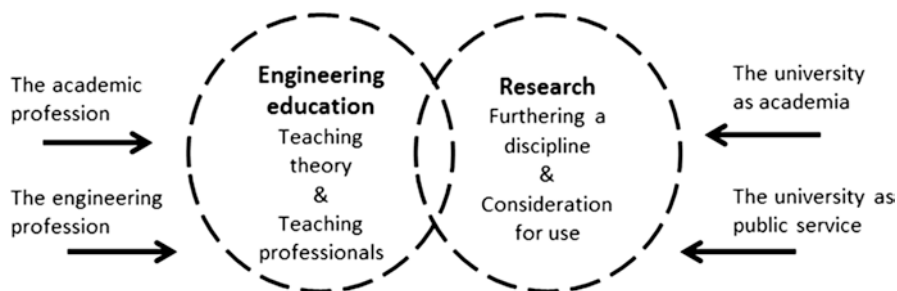 The academic
profession
The engineering
profession
Engineering
education
Teaching
theory
&
Teaching
professionals
Research
Furthering a
discipline
&
Consideration
for use
The university
as academia
The university as
public service